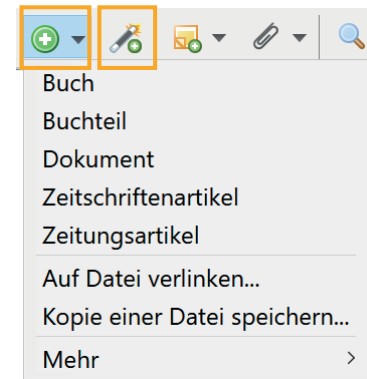 Buch
Buchteil
Dokument
Zeitschriftenartikel
Zeitungsartikel
Auf Datei verlinken...
Kopie einer Datei speichern...
Mehr